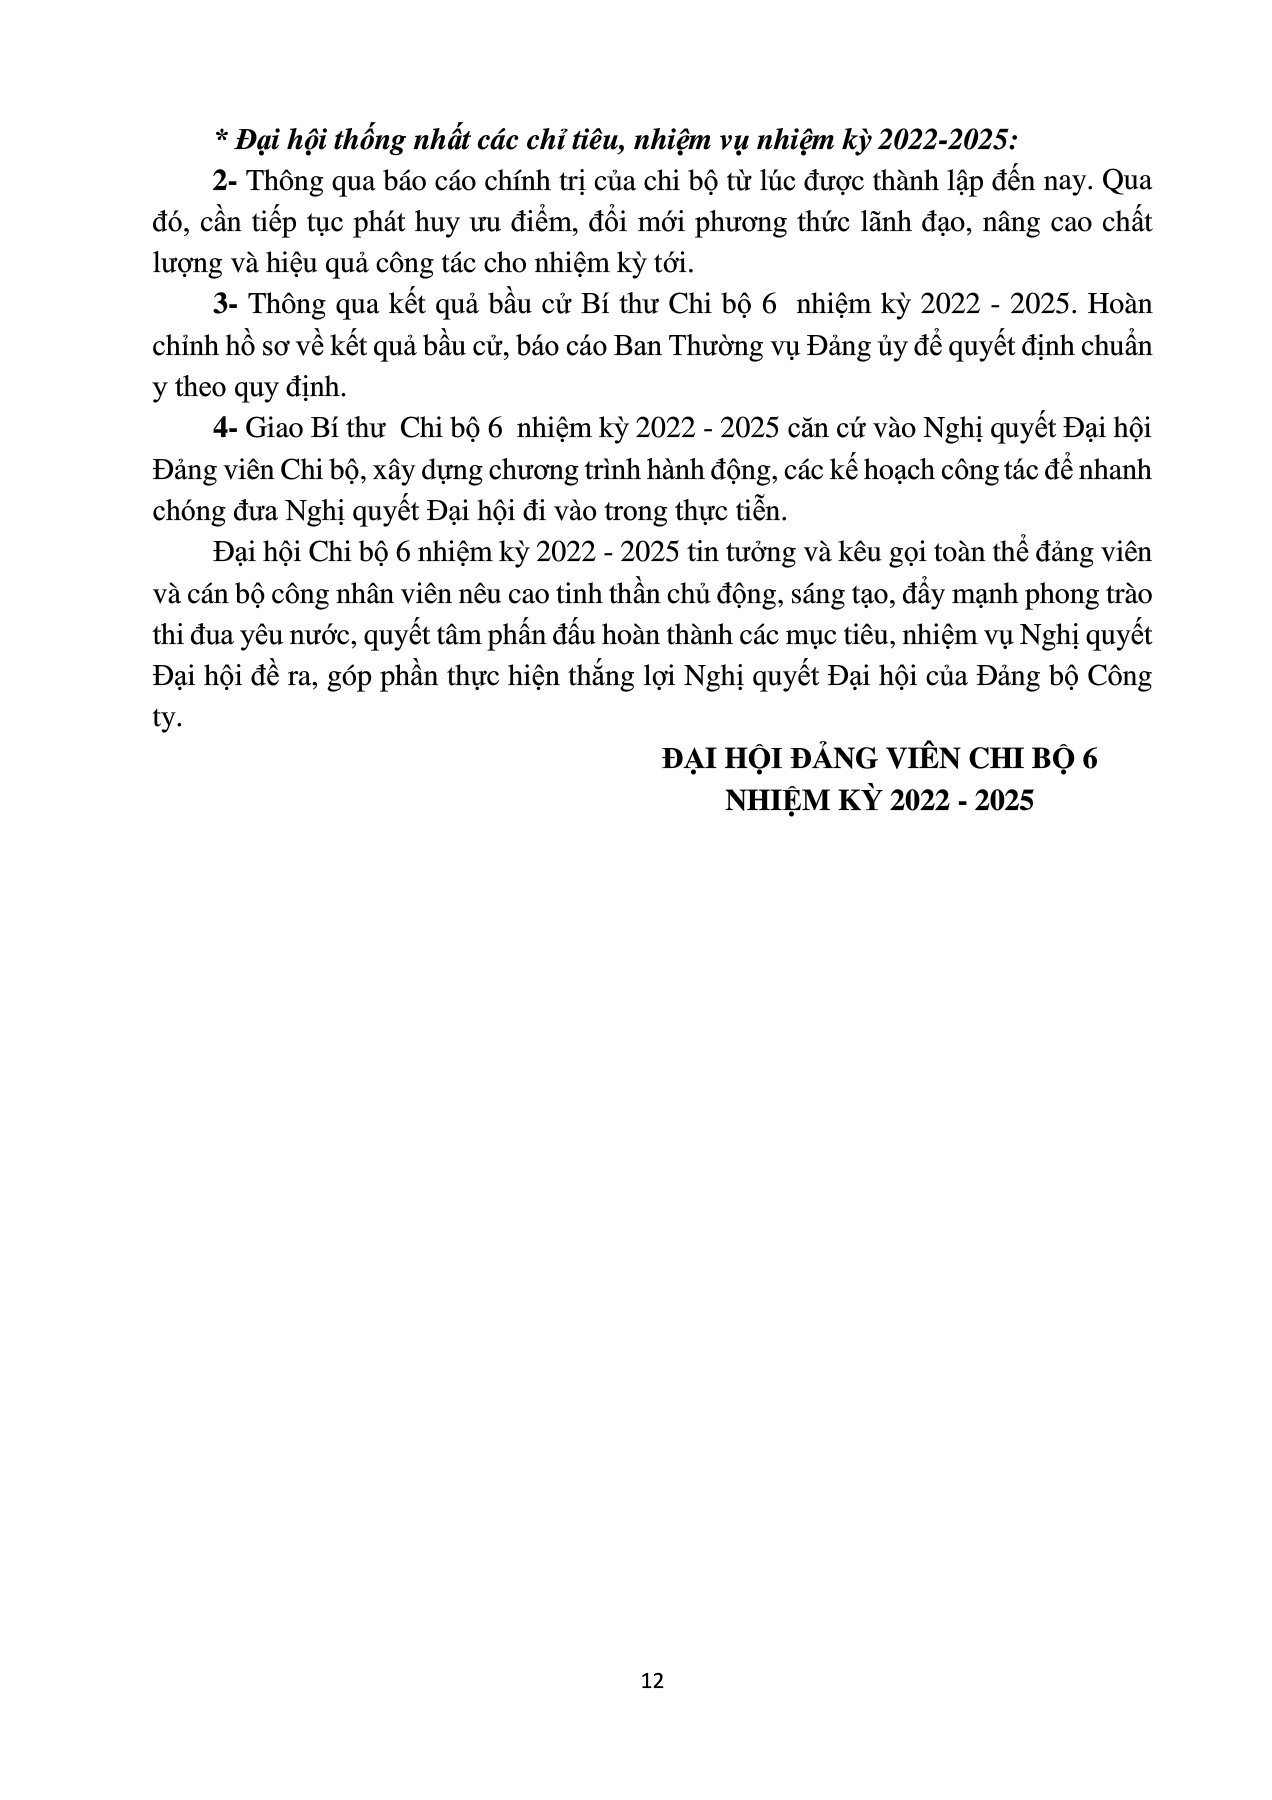 * Đại hội thống nhất các chỉ tiêu, nhiệm vụ nhiệm kỳ 2022-2025:
2- Thông qua báo cáo chính trị của chi bộ từ lúc được thành lập đến nay. Qua
đó, cần tiếp tục phát huy ưu điểm, đổi mới phương thức lãnh đạo, nâng cao chất
lượng và hiệu quả công tác cho nhiệm kỳ tới.
3- Thông qua kết quả bầu cử Bí thư Chi bộ 6  nhiệm kỳ 2022 - 2025. Hoàn
chỉnh hồ sơ về kết quả bầu cử, báo cáo Ban Thường vụ Đảng ủy để quyết định chuẩn
y theo quy định.
4- Giao Bí thư  Chi bộ 6  nhiệm kỳ 2022 - 2025 căn cứ vào Nghị quyết Đại hội
Đảng viên Chi bộ, xây dựng chương trình hành động, các kế hoạch công tác để nhanh
chóng đưa Nghị quyết Đại hội đi vào trong thực tiễn.
Đại hội Chi bộ 6 nhiệm kỳ 2022 - 2025 tin tưởng và kêu gọi toàn thể đảng viên
và cán bộ công nhân viên nêu cao tinh thần chủ động, sáng tạo, đẩy mạnh phong trào
thi đua yêu nước, quyết tâm phấn đấu hoàn thành các mục tiêu, nhiệm vụ Nghị quyết
Đại hội đề ra, góp phần thực hiện thắng lợi Nghị quyết Đại hội của Đảng bộ Công
ty.
ĐẠI HỘI ĐẢNG VIÊN CHI BỘ 6
NHIỆM KỲ 2022 - 2025
12